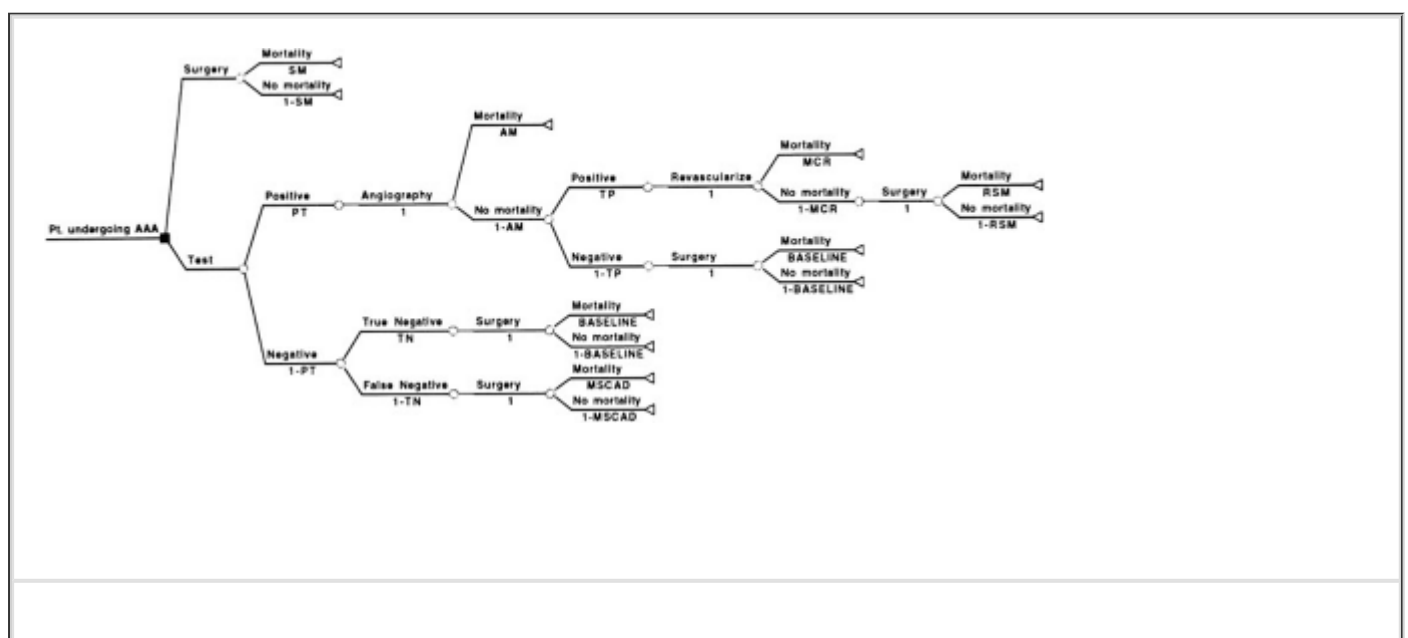 Mortality
SM
Surgery
No mortality
1-SM
Mortality
AM
Mortality
MCR
Positive
TP
Revascularize
1
Mortality
RSM
Positive
PT
Angiography
1
No mortality
1-MCR
Surgery
1
No mortality
1-RSM
No mortality
1-AM
Pt. undergoing AAA
Mortality
BASELINE
Negative
1-TP
Surgery
1
No mortality
1-BASELINE
Test
Mortality
BASELINE
True Negative
TN
Surgery
1
No mortality
1-BASELINE
Negative
1-PT
Mortality
MSCAD
False Negative
1-TN
Surgery
1
No mortality
1-MSCAD